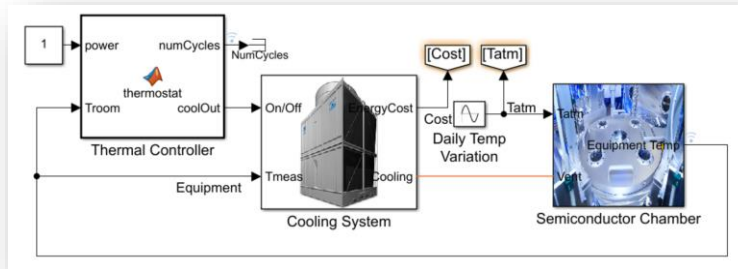 1
power
numCycles
NumCycles
thermostat
Troom
coolOut
Thermal Controller
[Cost]
[Tatm]
On/Off
EnergyCost
Cost
Tatm
Tatm
Daily Temp
Variation
Equipment Temp
Equipment
Tmeas
Cooling
Vent
Cooling System
Semiconductor Chamber